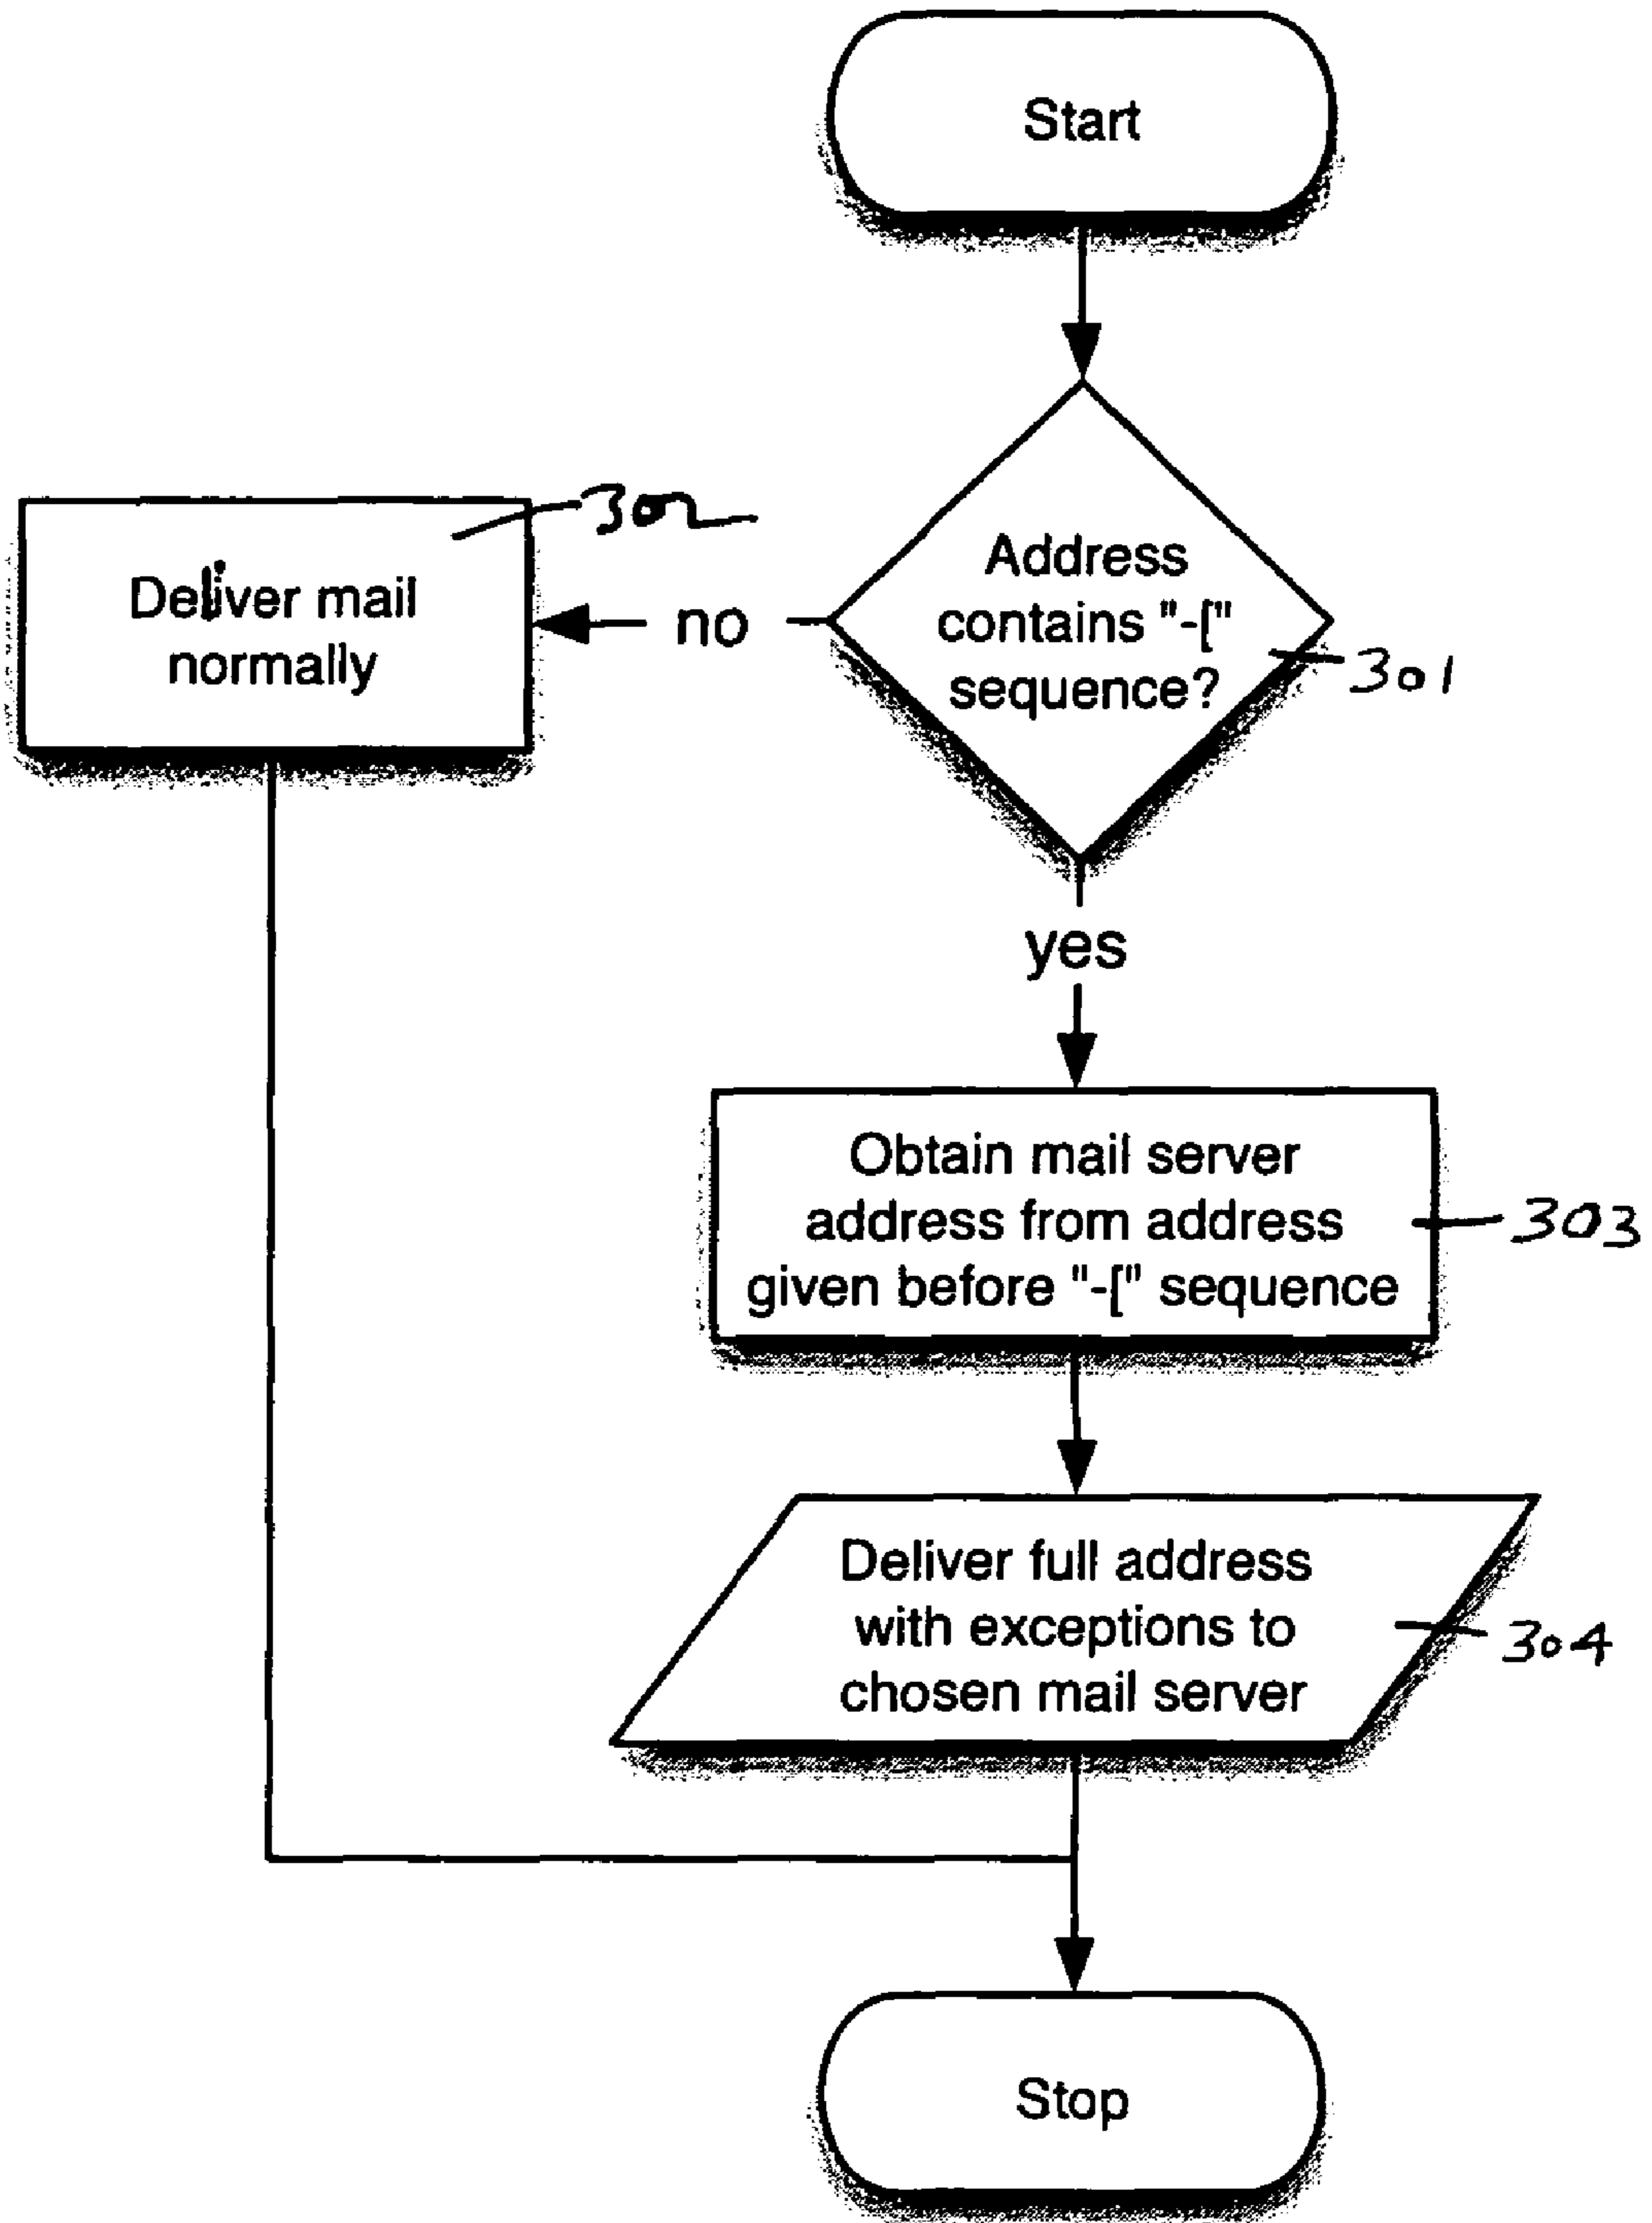 Start
Address
contains "-["
sequence?
301
no
302
Deliver mail
normally
yes
Obtain mail server
address from address
given before "-[" sequence
303
Deliver full address
with exceptions to
chosen mail server
304
Stop